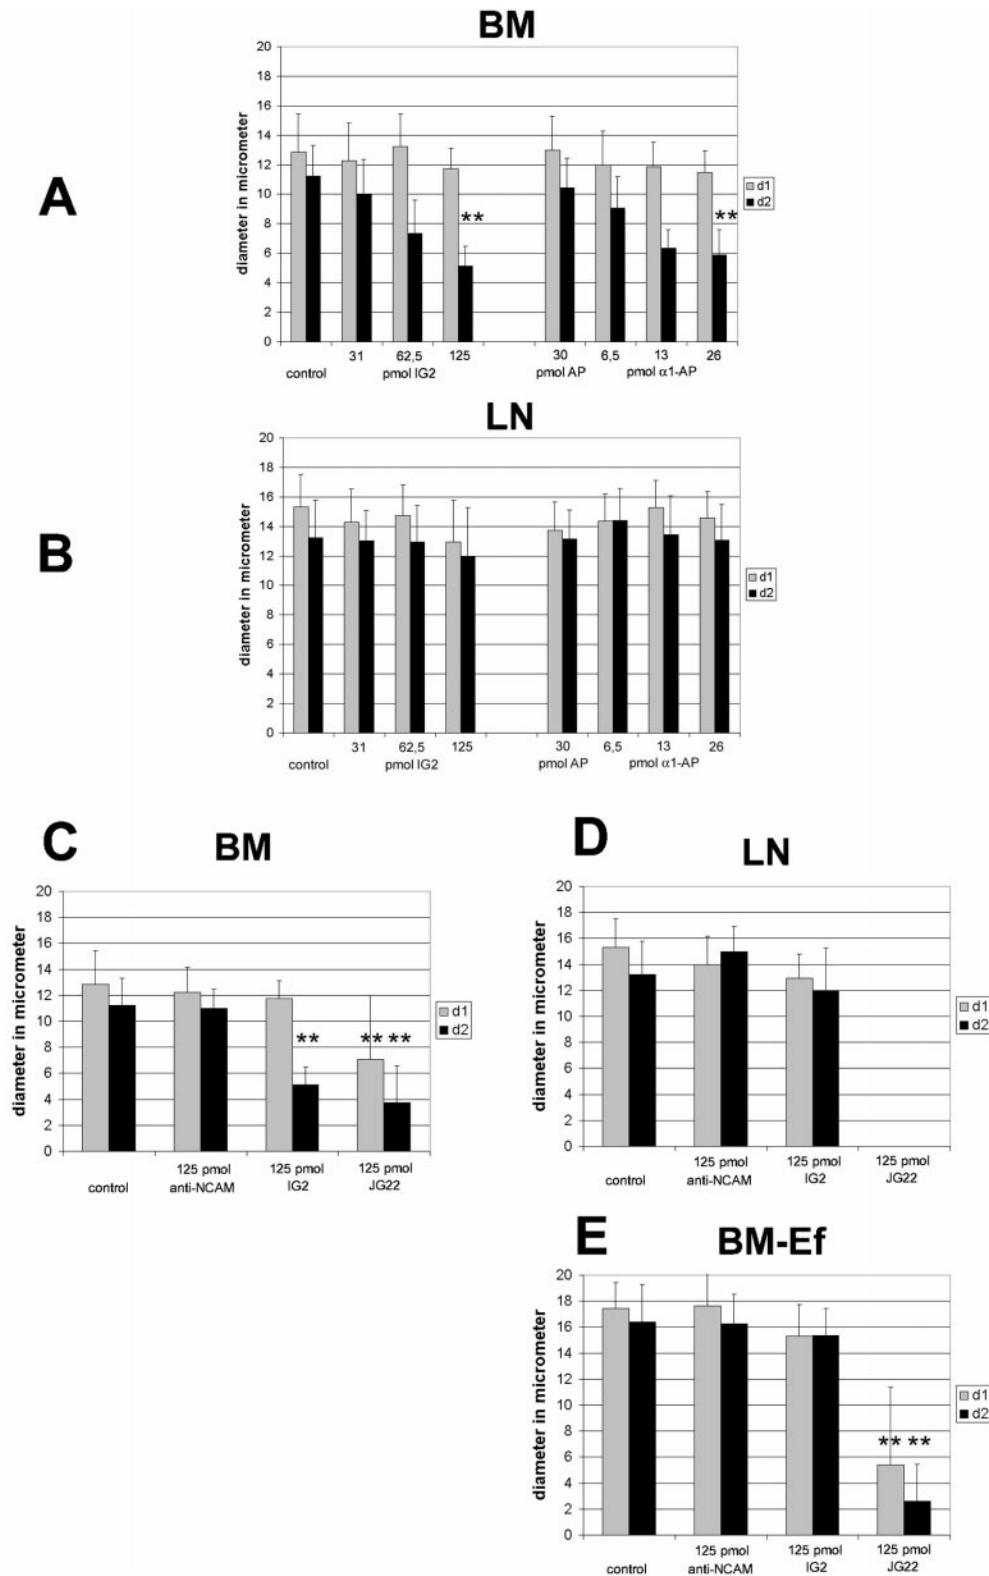 BM
A
diameter in micrometer
20
18
16
14
12
10
8
6
4
2
0
**
**
d1
d2
31 62,5 125 30 6,5 13 26
control pmol IG2 pmol AP pmol α1-AP
LN
B
diameter in micrometer
20
18
16
14
12
10
8
6
4
2
0
d1
d2
31 62,5 125 30 6,5 13 26
control pmol IG2 pmol AP pmol α1-AP
C
BM
diameter in micrometer
20
18
16
14
12
10
8
6
4
2
0
** ** **
d1
d2
125 pmol 125 pmol 125 pmol
control anti-NCAM IG2 JG22
D
LN
diameter in micrometer
20
18
16
14
12
10
8
6
4
2
0
d1
d2
125 pmol 125 pmol 125 pmol
control anti-NCAM IG2 JG22
E
BM-Ef
diameter in micrometer
20
18
16
14
12
10
8
6
4
2
0
** **
d1
d2
125 pmol 125 pmol 125 pmol
control anti-NCAM IG2 JG22